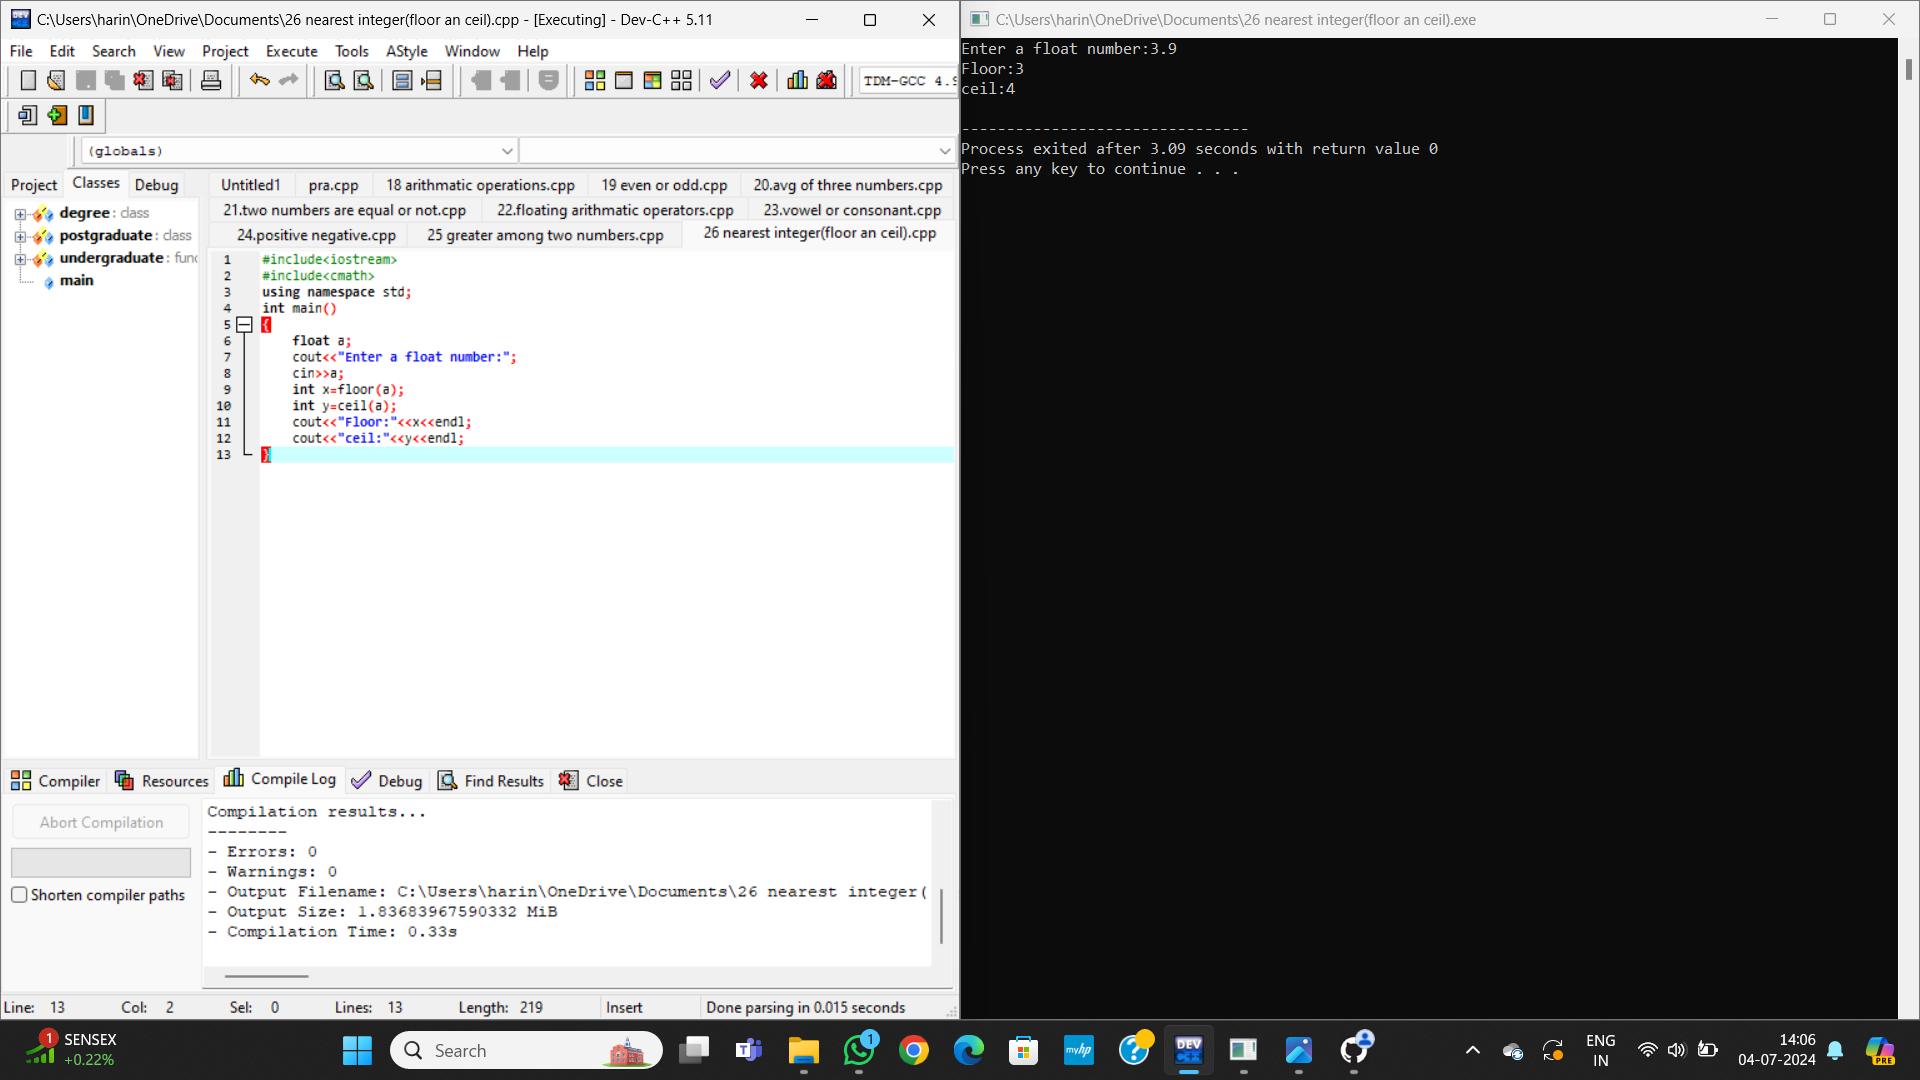 C:\Users\harin\OneDrive\Documents\26 nearest integer(floor an ceil).cpp - [Executing] - Dev-C++ 5.11
File Edit Search View Project Execute Tools AStyle Window Help
TDM-GCC 4.9
(globals)
Project Classes Debug
degree : class
postgraduate : class
undergraduate : func
main
Untitled1 pra.cpp 18 arithmatic operations.cpp 19 even or odd.cpp 20.avg of three numbers.cpp
21.two numbers are equal or not.cpp 22.floating arithmatic operators.cpp 23.vowel or consonant.cpp
24.positive negative.cpp 25 greater among two numbers.cpp 26 nearest integer(floor an ceil).cpp
1 #include<iostream>
2 #include<cmath>
3 using namespace std;
4 int main()
5 {
6 float a;
7 cout<<"Enter a float number:";
8 cin>>a;
9 int x=floor(a);
10 int y=ceil(a);
11 cout<<"Floor:"<<x<<endl;
12 cout<<"ceil:"<<y<<endl;
13 }
Compiler Resources Compile Log Debug Find Results Close
Abort Compilation
Shorten compiler paths
Compilation results...
--------
- Errors: 0
- Warnings: 0
- Output Filename: C:\Users\harin\OneDrive\Documents\26 nearest integer(
- Output Size: 1.83683967590332 MiB
- Compilation Time: 0.33s
Line: 13 Col: 2 Sel: 0 Lines: 13 Length: 219 Insert Done parsing in 0.015 seconds
C:\Users\harin\OneDrive\Documents\26 nearest integer(floor an ceil).exe
Enter a float number:3.9
Floor:3
ceil:4
--------------------------------
Process exited after 3.09 seconds with return value 0
Press any key to continue . . .
1 SENSEX
+0.22%
Search
1
myhp
DEV C++
ENG
IN
14:06
04-07-2024
PRE